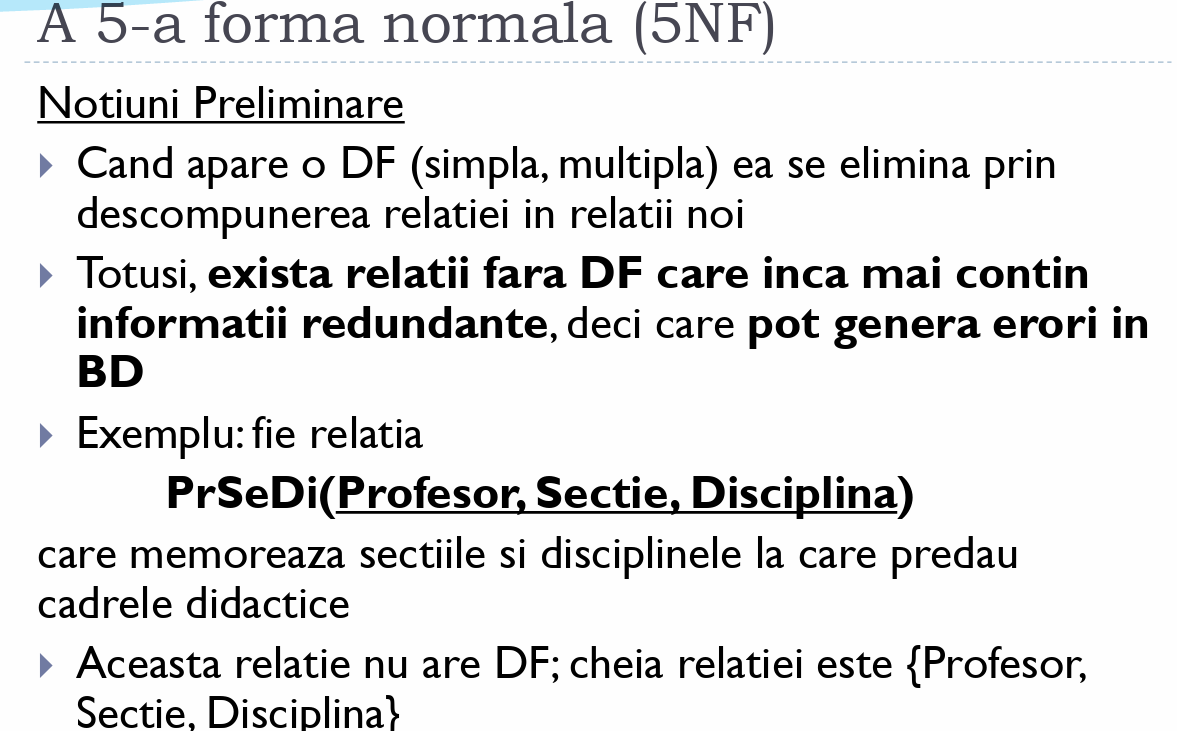 A 5-a forma normala (5NF)
Notiuni Preliminare
Cand apare o DF (simpla, multipla) ea se elimina prin
descompunerea relatiei in relatii noi
Totusi, exista relatii fara DF care inca mai contin
informatii redundante, deci care pot genera erori in
BD
Exemplu: fie relatia
PrSeDi(Profesor, Sectie, Disciplina)
care memoreaza sectiile si disciplinele la care predau
cadrele didactice
Aceasta relatie nu are DF; cheia relatiei este {Profesor,
Sectie, Disciplina}